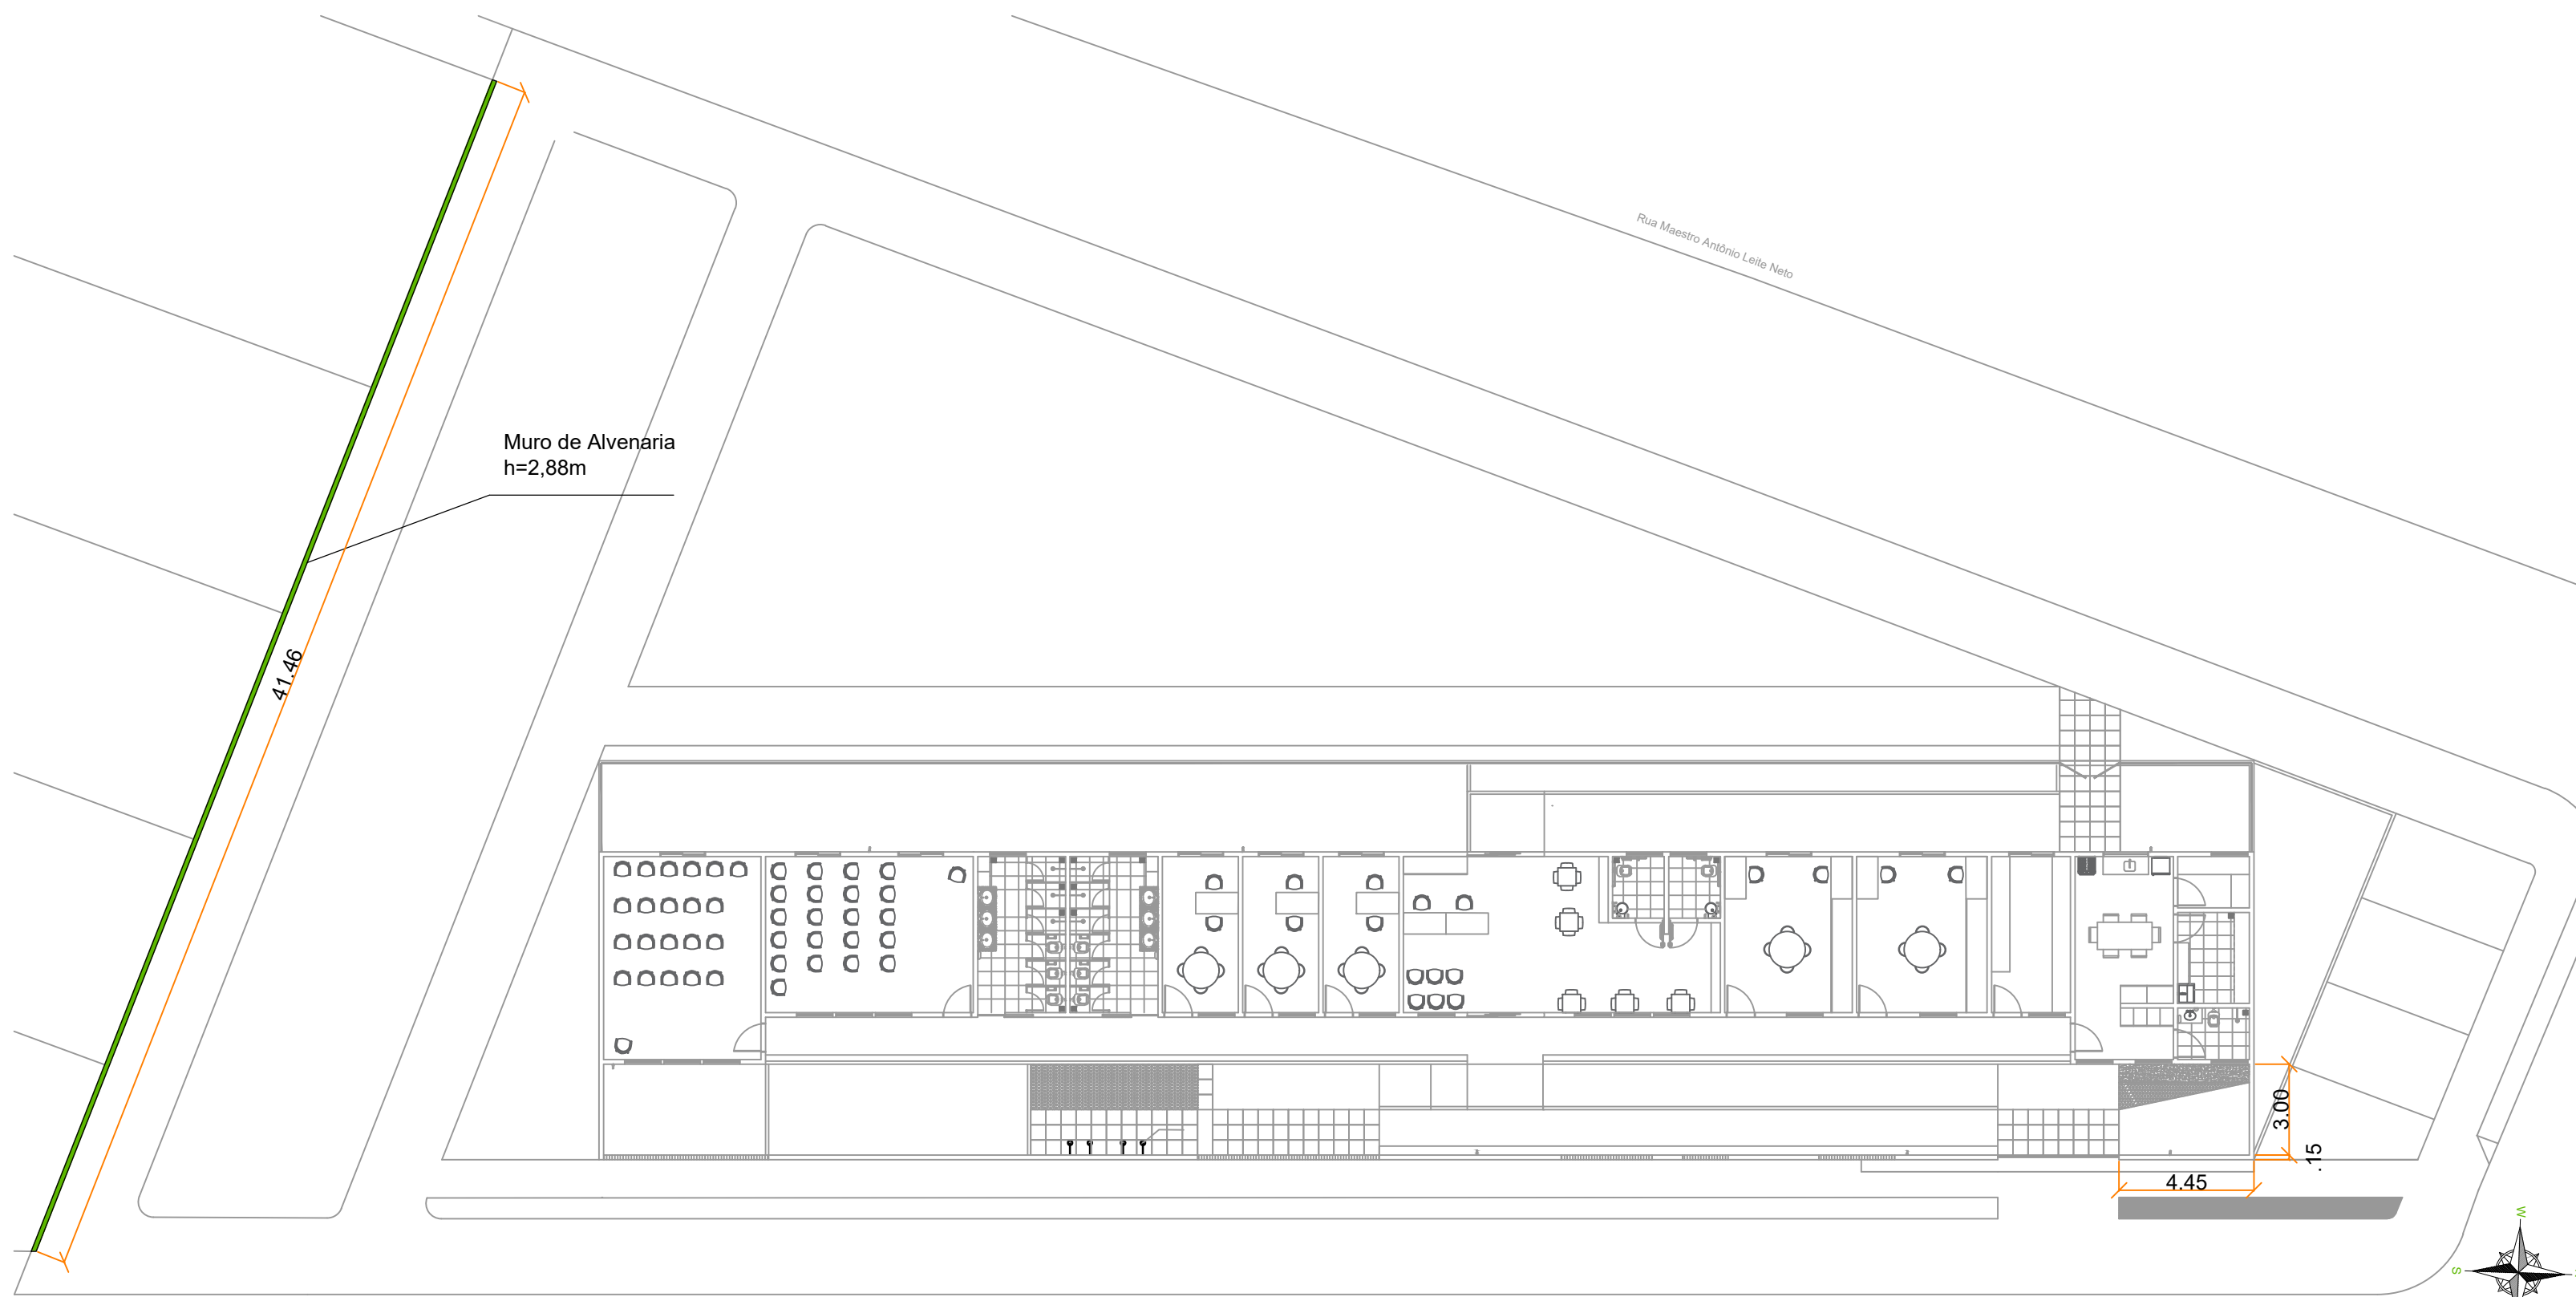 Rua Maestro Antônio Leite Neto
Muro de Alvenaria
h=2,88m
41.46
3.00
.15
4.45
W
S